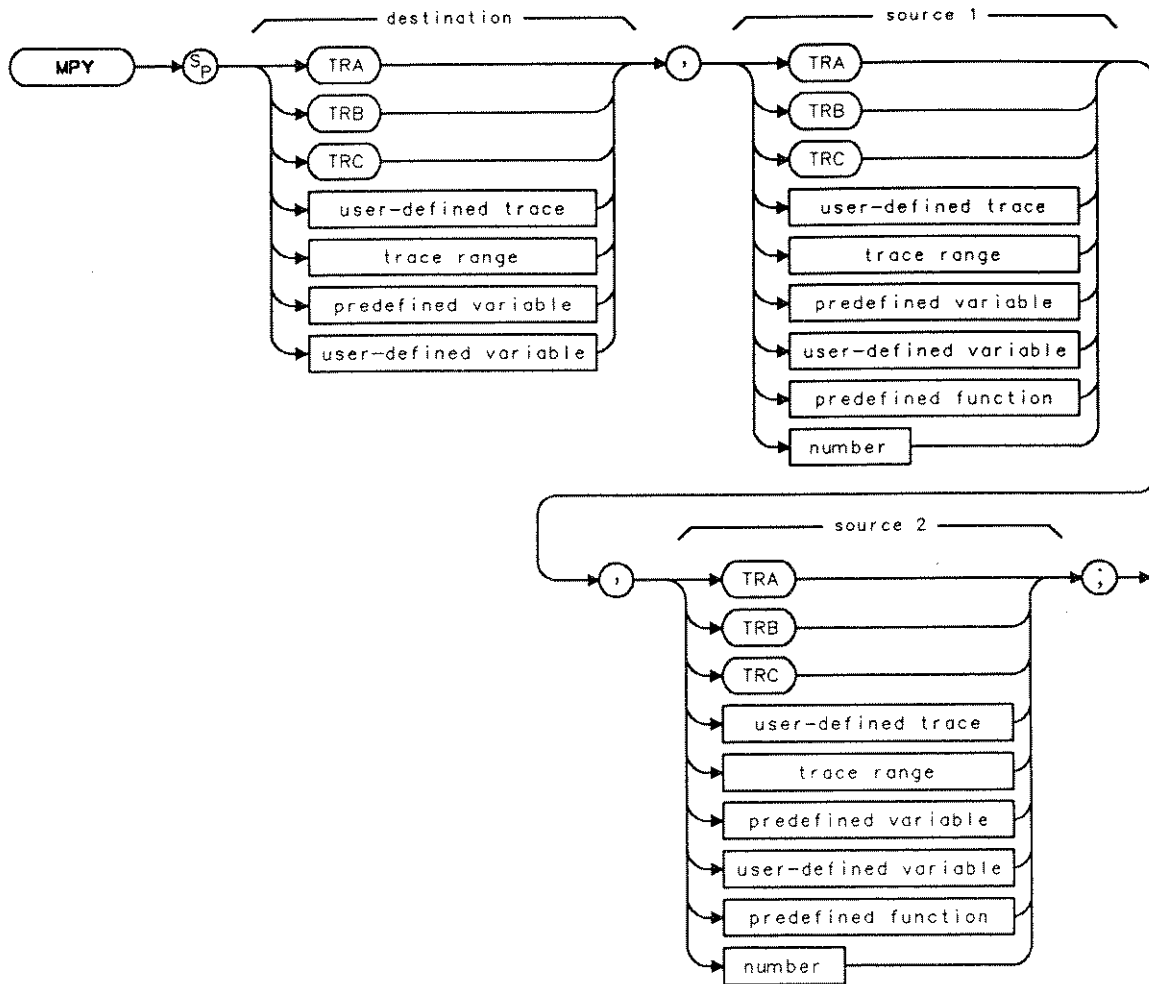 destination
source 1
MPY
SP
TRA
TRB
TRC
user-defined trace
trace range
predefined variable
user-defined variable
,
TRA
TRB
TRC
user-defined trace
trace range
predefined variable
user-defined variable
predefined function
number
source 2
,
TRA
TRB
TRC
user-defined trace
trace range
predefined variable
user-defined variable
predefined function
number
;